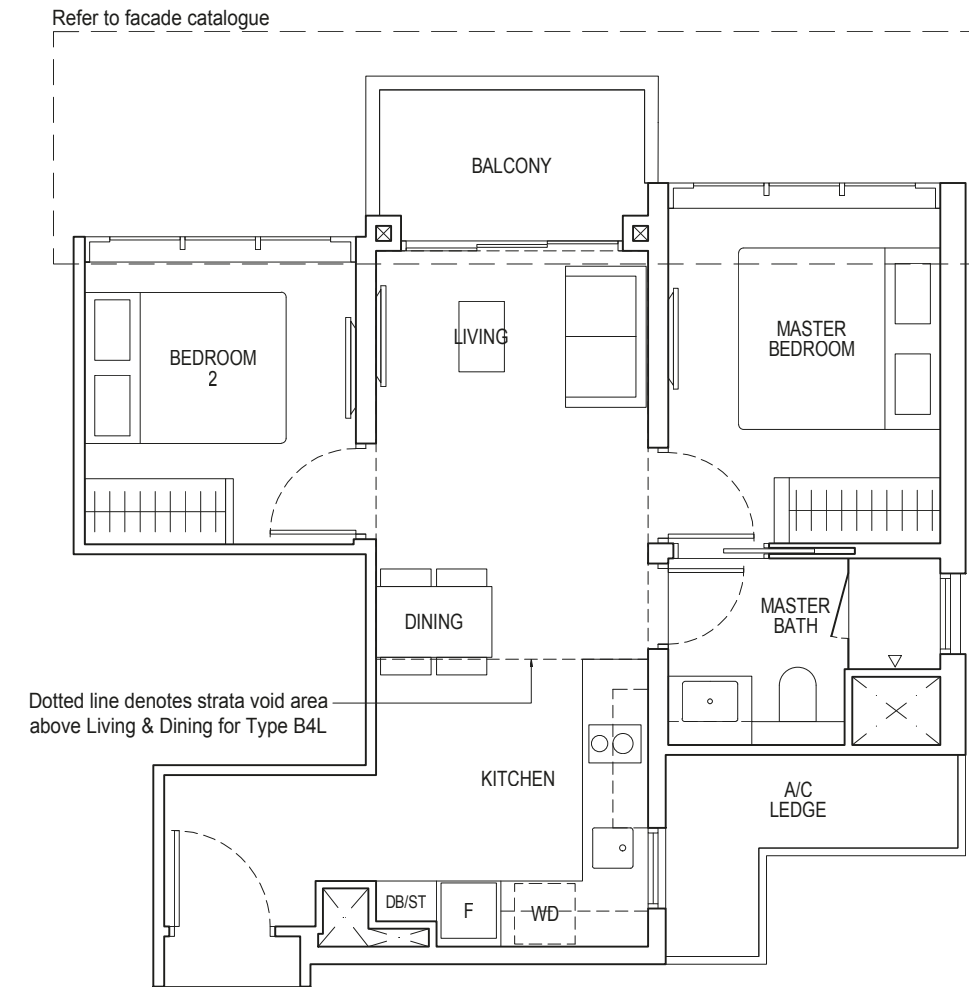 Refer to facade catalogue
BALCONY
LIVING
MASTER
BEDROOM
BEDROOM
2
DINING
MASTER
BATH
Dotted line denotes strata void area
above Living & Dining for Type B4L
KITCHEN
A/C
LEDGE
DB/ST
F
WD